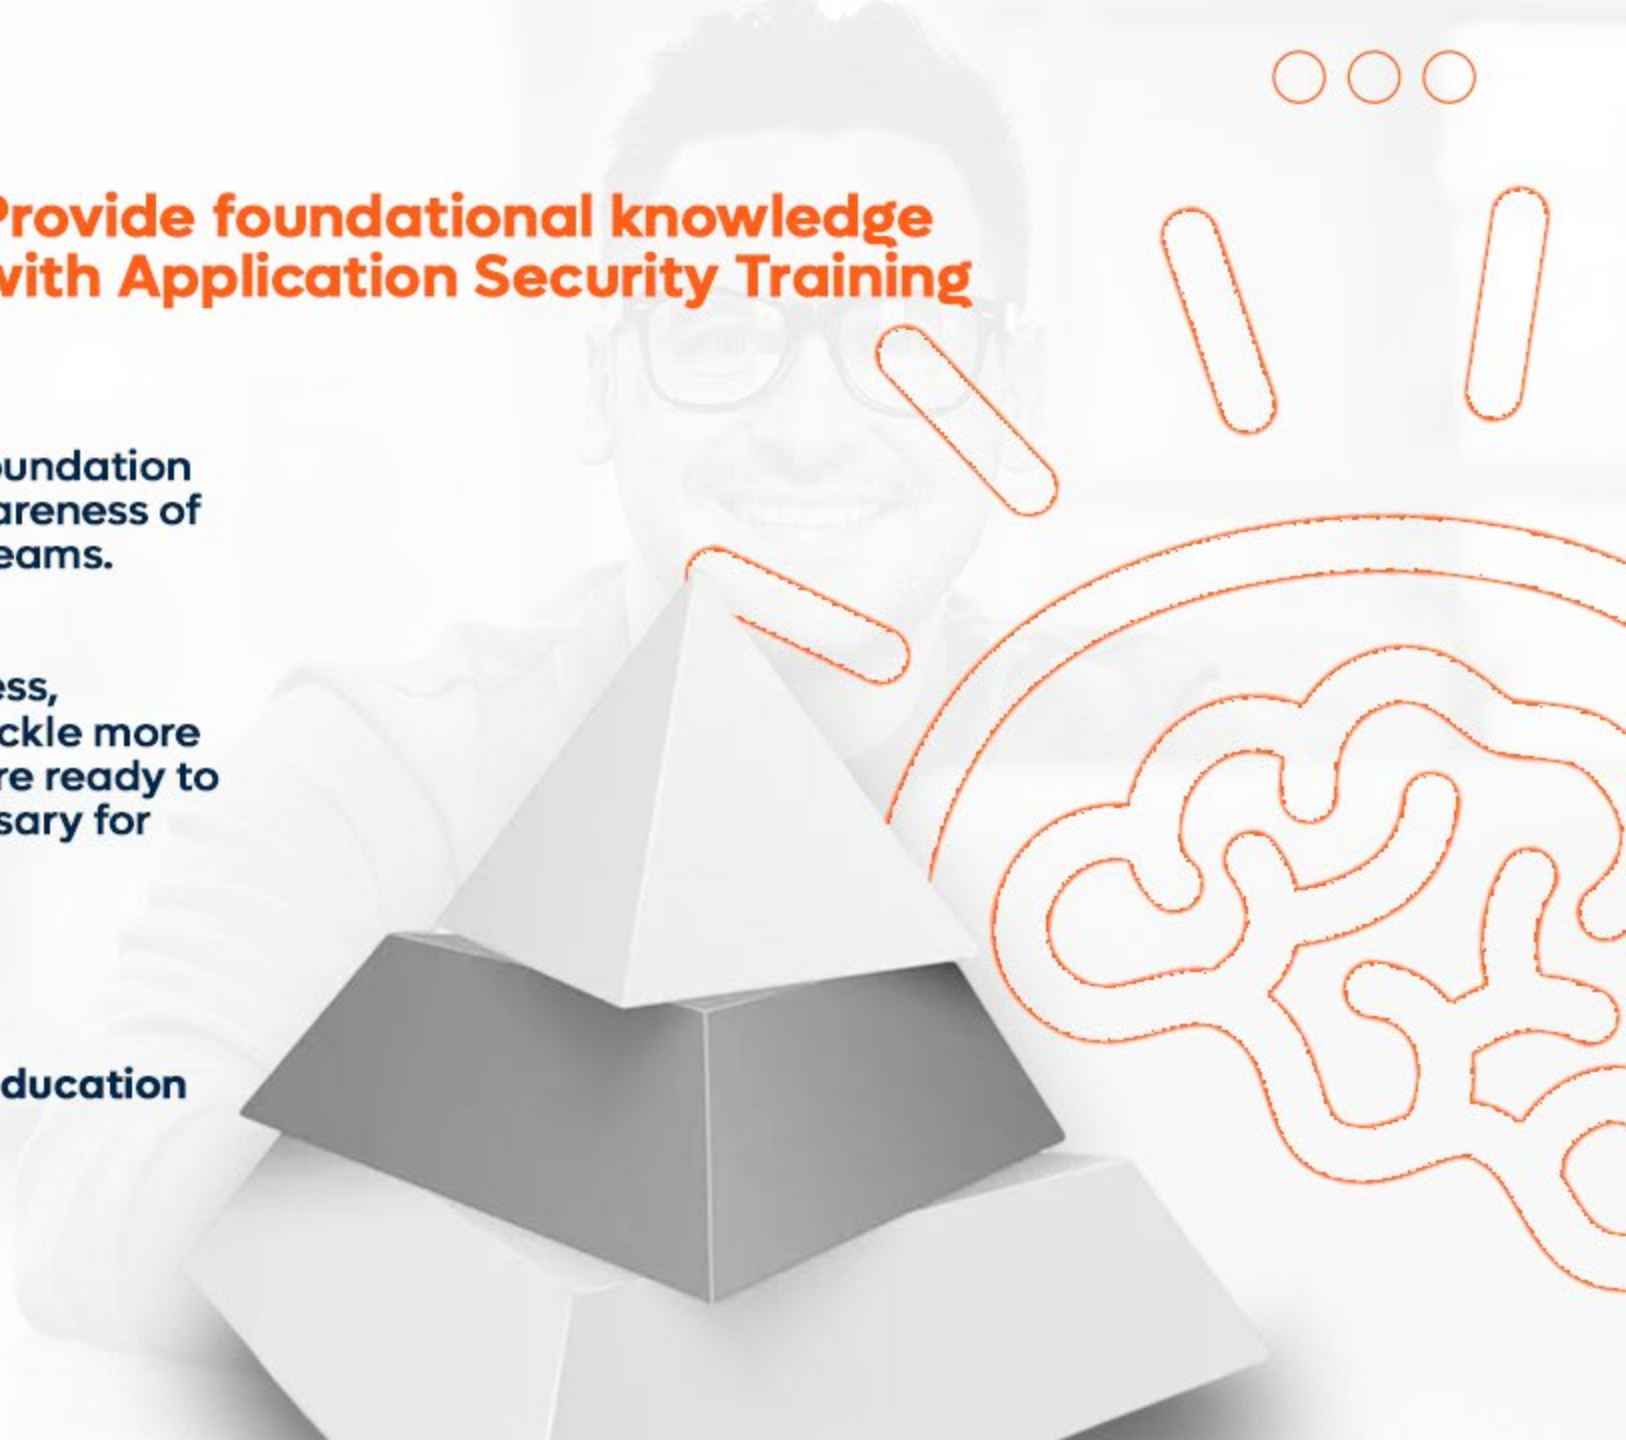 Provide foundational knowledge
with Application Security Training
undation
areness of
eams.
ess,
ckle more
re ready to
sary for
ducation